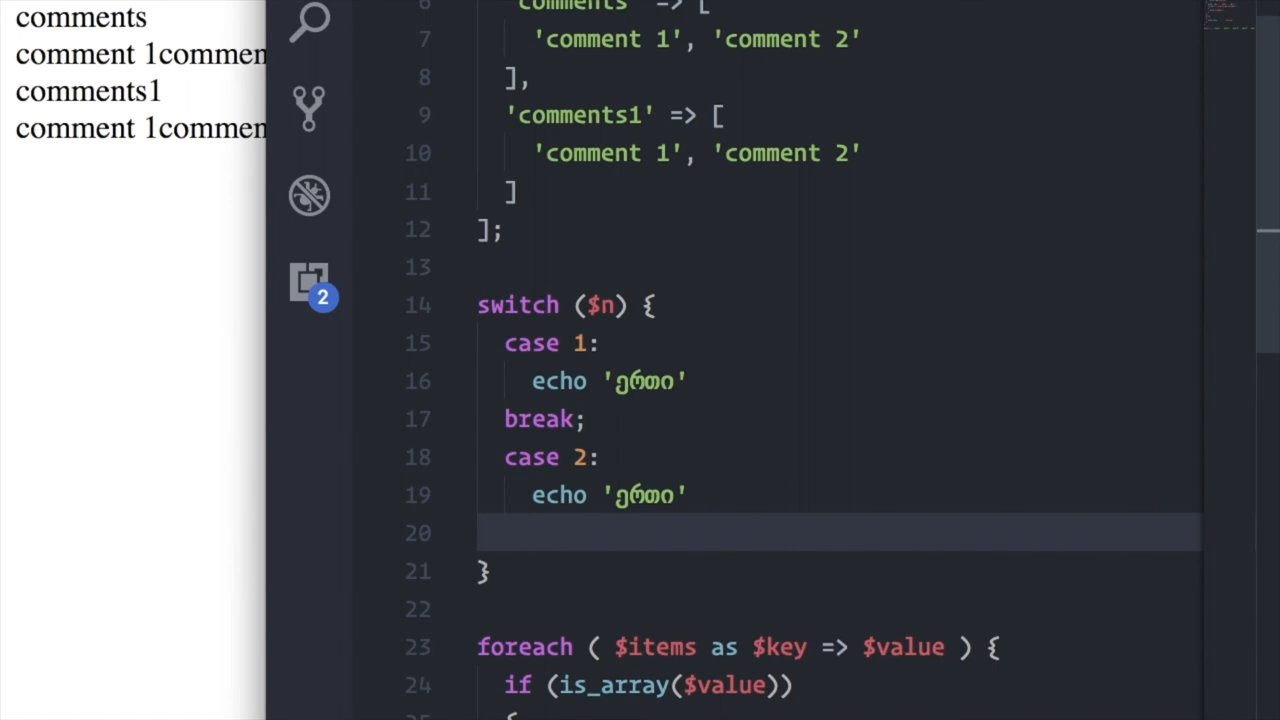 comments
comment 1commen
comments1
comment 1commen
2
6 'comments' => [
7 'comment 1', 'comment 2'
8 ],
9 'comments1' => [
10 'comment 1', 'comment 2'
11 ]
12 ];
13
14 switch ($n) {
15 case 1:
16 echo 'ერთი'
17 break;
18 case 2:
19 echo 'ერთი'
20
21 }
22
23 foreach ( $items as $key => $value ) {
24 if (is_array($value))
25 {